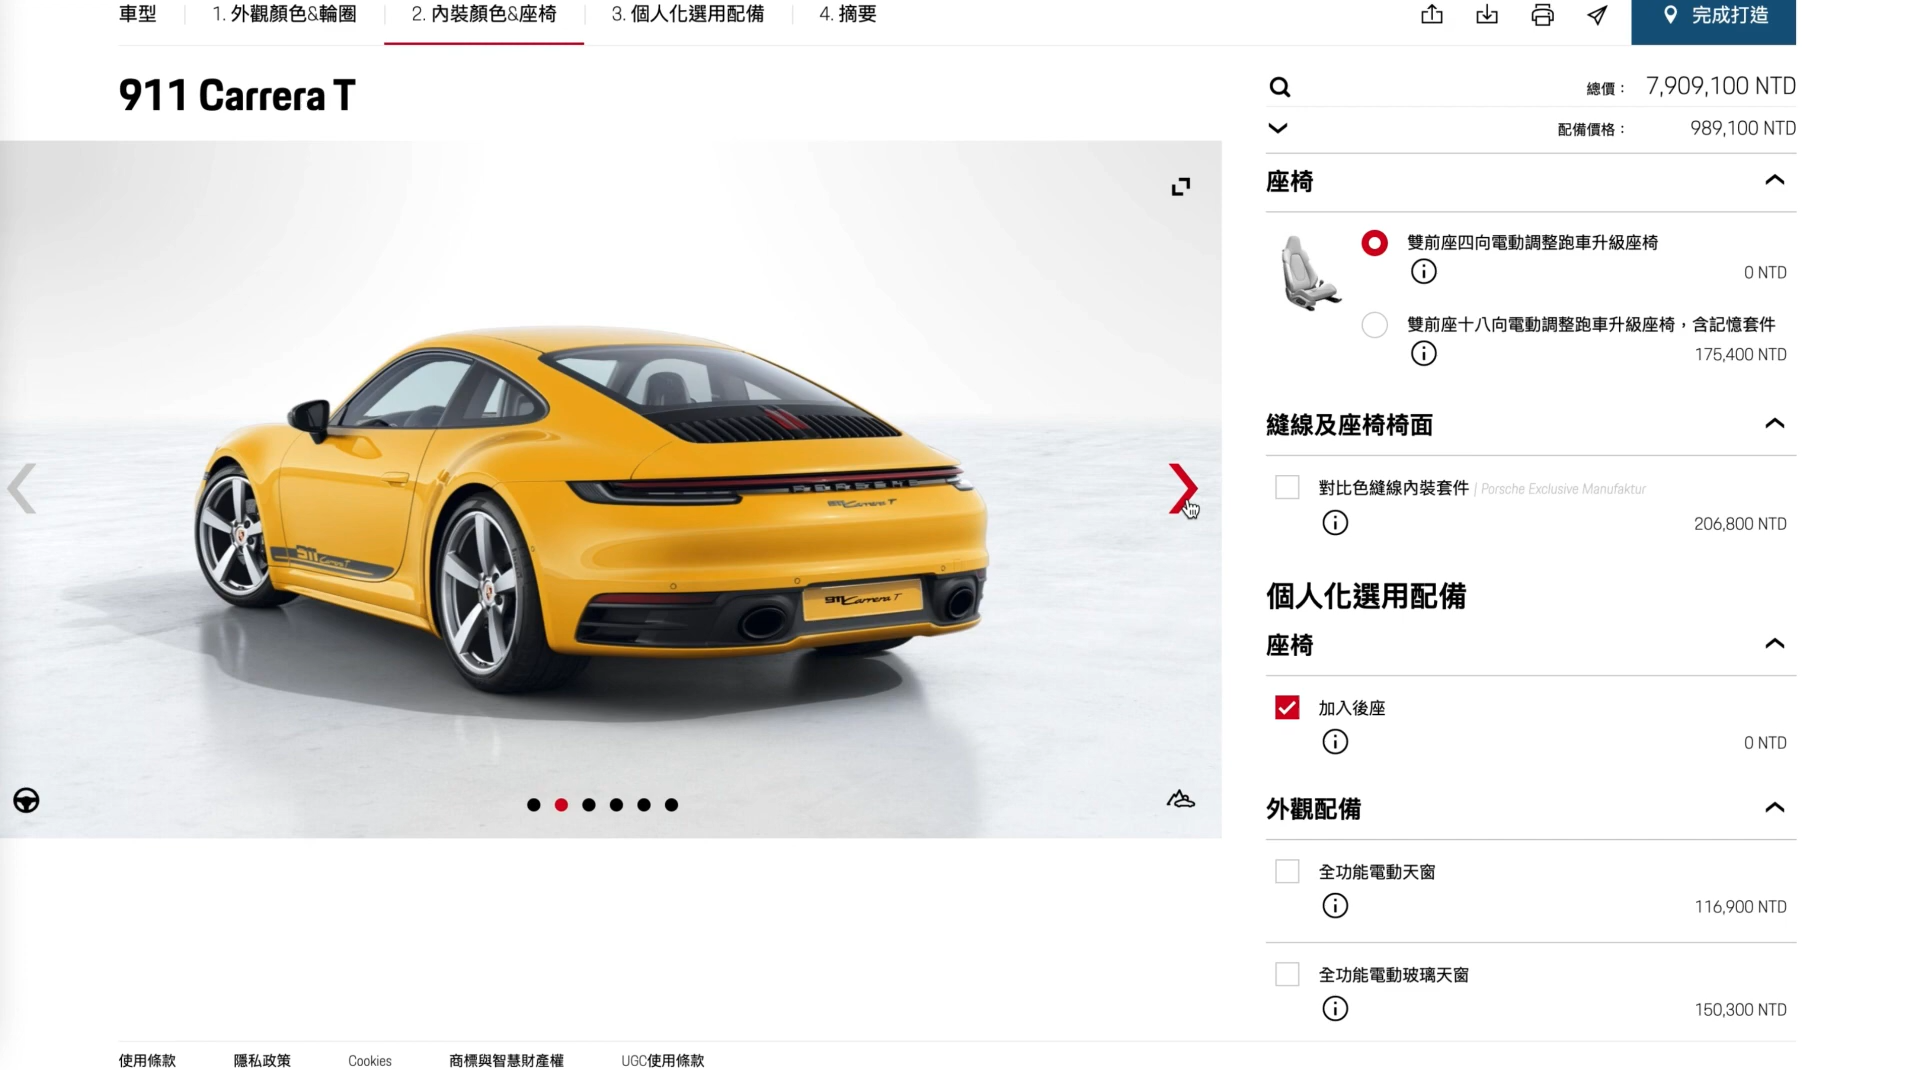 車型
1. 外觀顏色&輪圈
2. 內裝顏色&座椅
3. 個人化選用配備
4. 摘要
完成打造
911 Carrera T
總價：
7,909,100 NTD
配備價格：
989,100 NTD
座椅
雙前座四向電動調整跑車升級座椅
0 NTD
雙前座十八向電動調整跑車升級座椅，含記憶套件
175,400 NTD
縫線及座椅椅面
對比色縫線內裝套件 | Porsche Exclusive Manufaktur
206,800 NTD
個人化選用配備
座椅
加入後座
0 NTD
外觀配備
全功能電動天窗
116,900 NTD
全功能電動玻璃天窗
150,300 NTD
PORSCHE
911 Carrera T
911 Carrera T
911 Carrera T
使用條款
隱私政策
Cookies
商標與智慧財產權
UGC使用條款